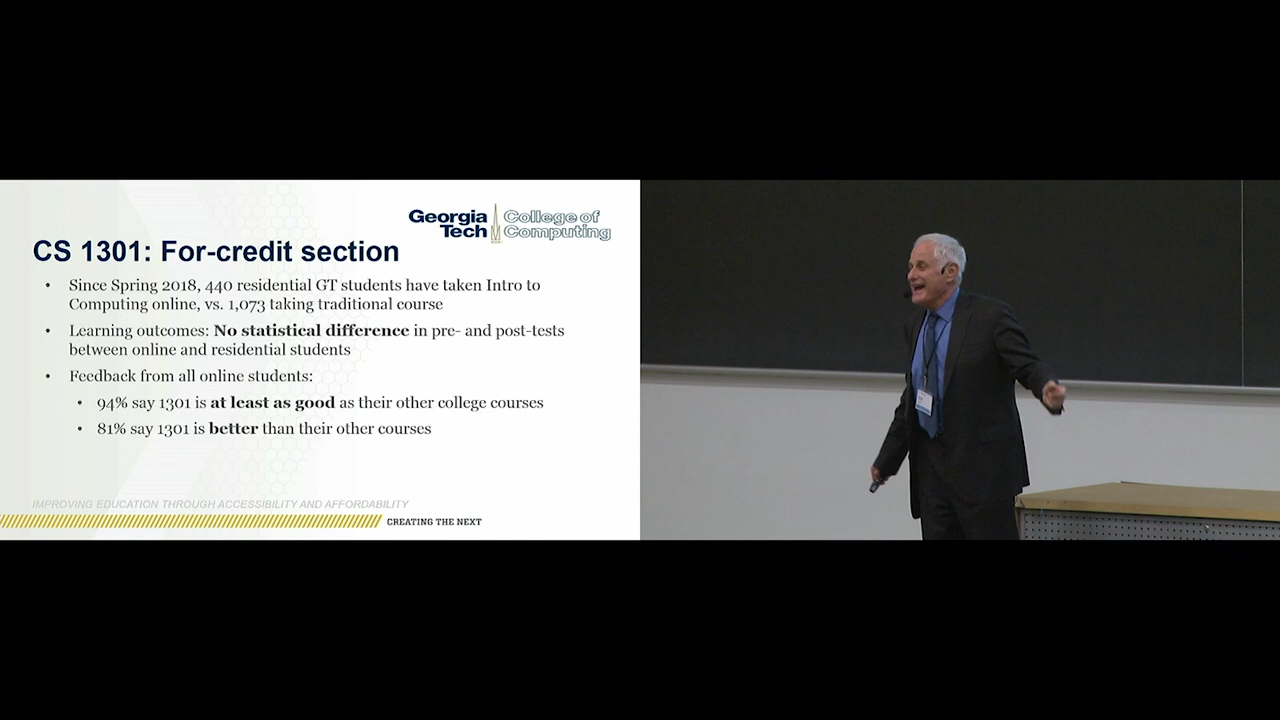 Georgia Tech College of Computing
CS 1301: For-credit section
• Since Spring 2018, 440 residential GT students have taken Intro to
Computing online, vs. 1,073 taking traditional course
• Learning outcomes: No statistical difference in pre- and post-tests
between online and residential students
• Feedback from all online students:
• 94% say 1301 is at least as good as their other college courses
• 81% say 1301 is better than their other courses
IMPROVING EDUCATION THROUGH ACCESSIBILITY AND AFFORDABILITY
CREATING THE NEXT